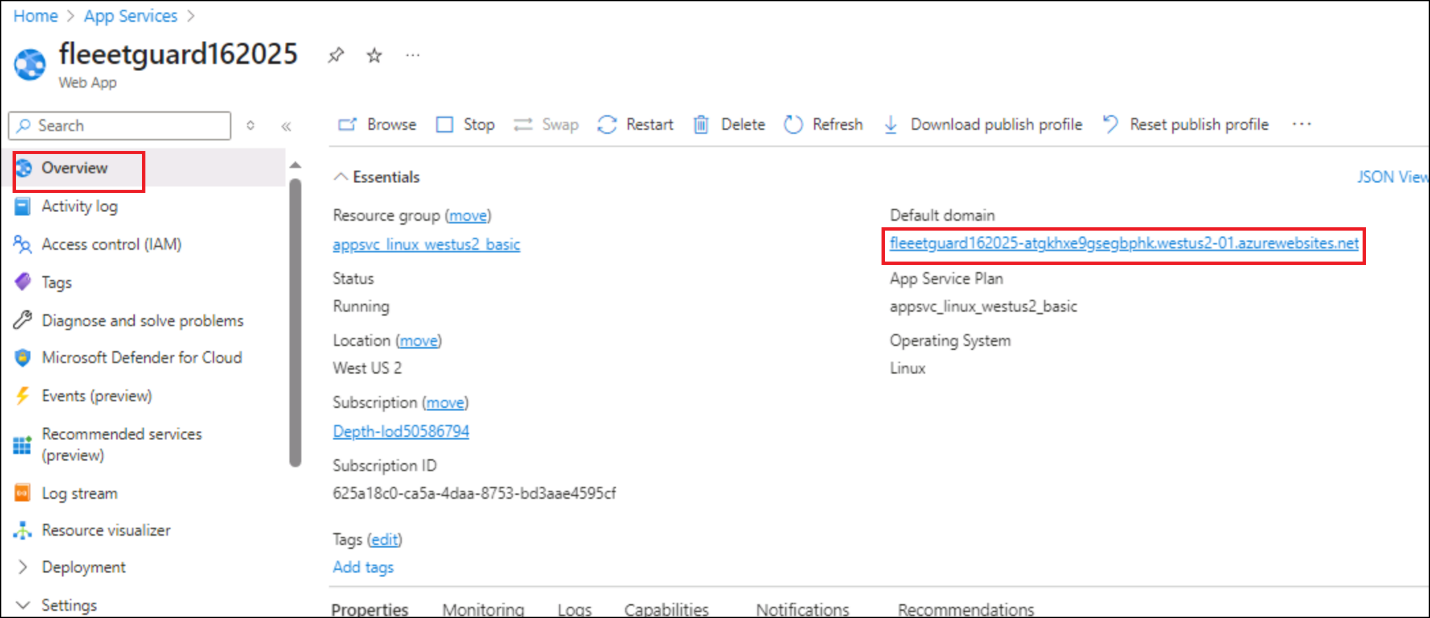 Home > App Services >
fleeetguard162025
Web App
Search
Browse Stop Swap Restart Delete Refresh Download publish profile Reset publish profile ...
Overview
Activity log
Access control (IAM)
Tags
Diagnose and solve problems
Microsoft Defender for Cloud
Events (preview)
Recommended services
(preview)
Log stream
Resource visualizer
Deployment
Settings
Essentials
JSON View
Resource group (move)
appsvc_linux_westus2_basic
Status
Running
Location (move)
West US 2
Subscription (move)
Depth-lod50586794
Subscription ID
625a18c0-ca5a-4daa-8753-bd3aae4595cf
Tags (edit)
Add tags
Default domain
fleeetguard162025-atgkhxe9gsegbphk.westus2-01.azurewebsites.net
App Service Plan
appsvc_linux_westus2_basic
Operating System
Linux
Properties Monitoring Logs Capabilities Notifications Recommendations